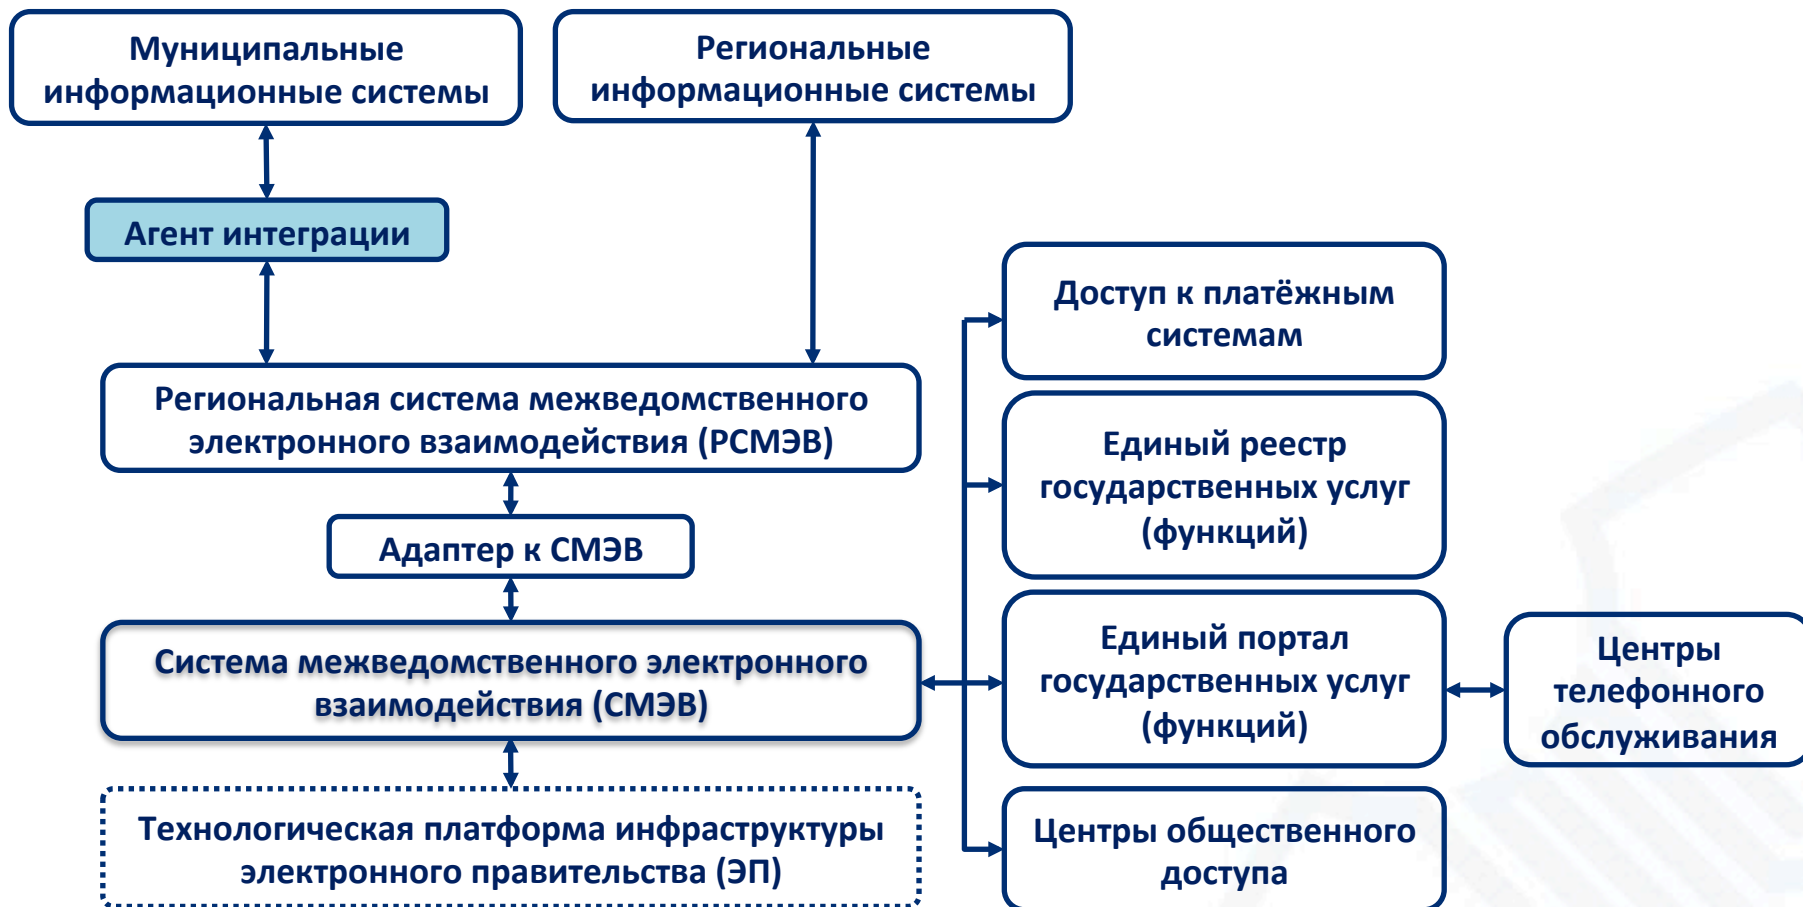 Муниципальные
информационные системы
Региональные
информационные системы
Агент интеграции
Доступ к платёжным
системам
Региональная система межведомственного
электронного взаимодействия (РСМЭВ)
Единый реестр
государственных услуг
(функций)
Адаптер к СМЭВ
Система межведомственного электронного
взаимодействия (СМЭВ)
Единый портал
государственных услуг
(функций)
Центры
телефонного
обслуживания
Технологическая платформа инфраструктуры
электронного правительства (ЭП)
Центры общественного
доступа